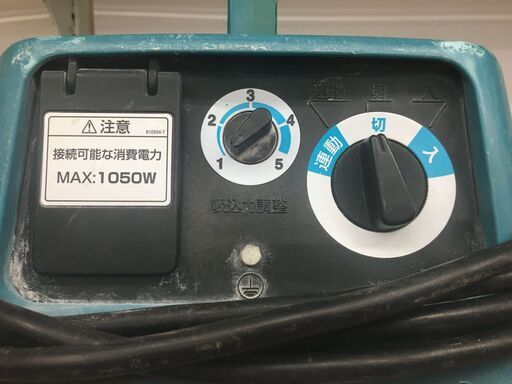 ⚠注意
810554-7
接続可能な消費電力
MAX:1050W
1 2 3 4 5
吸込力調整
連動 切 入
連動 切 入